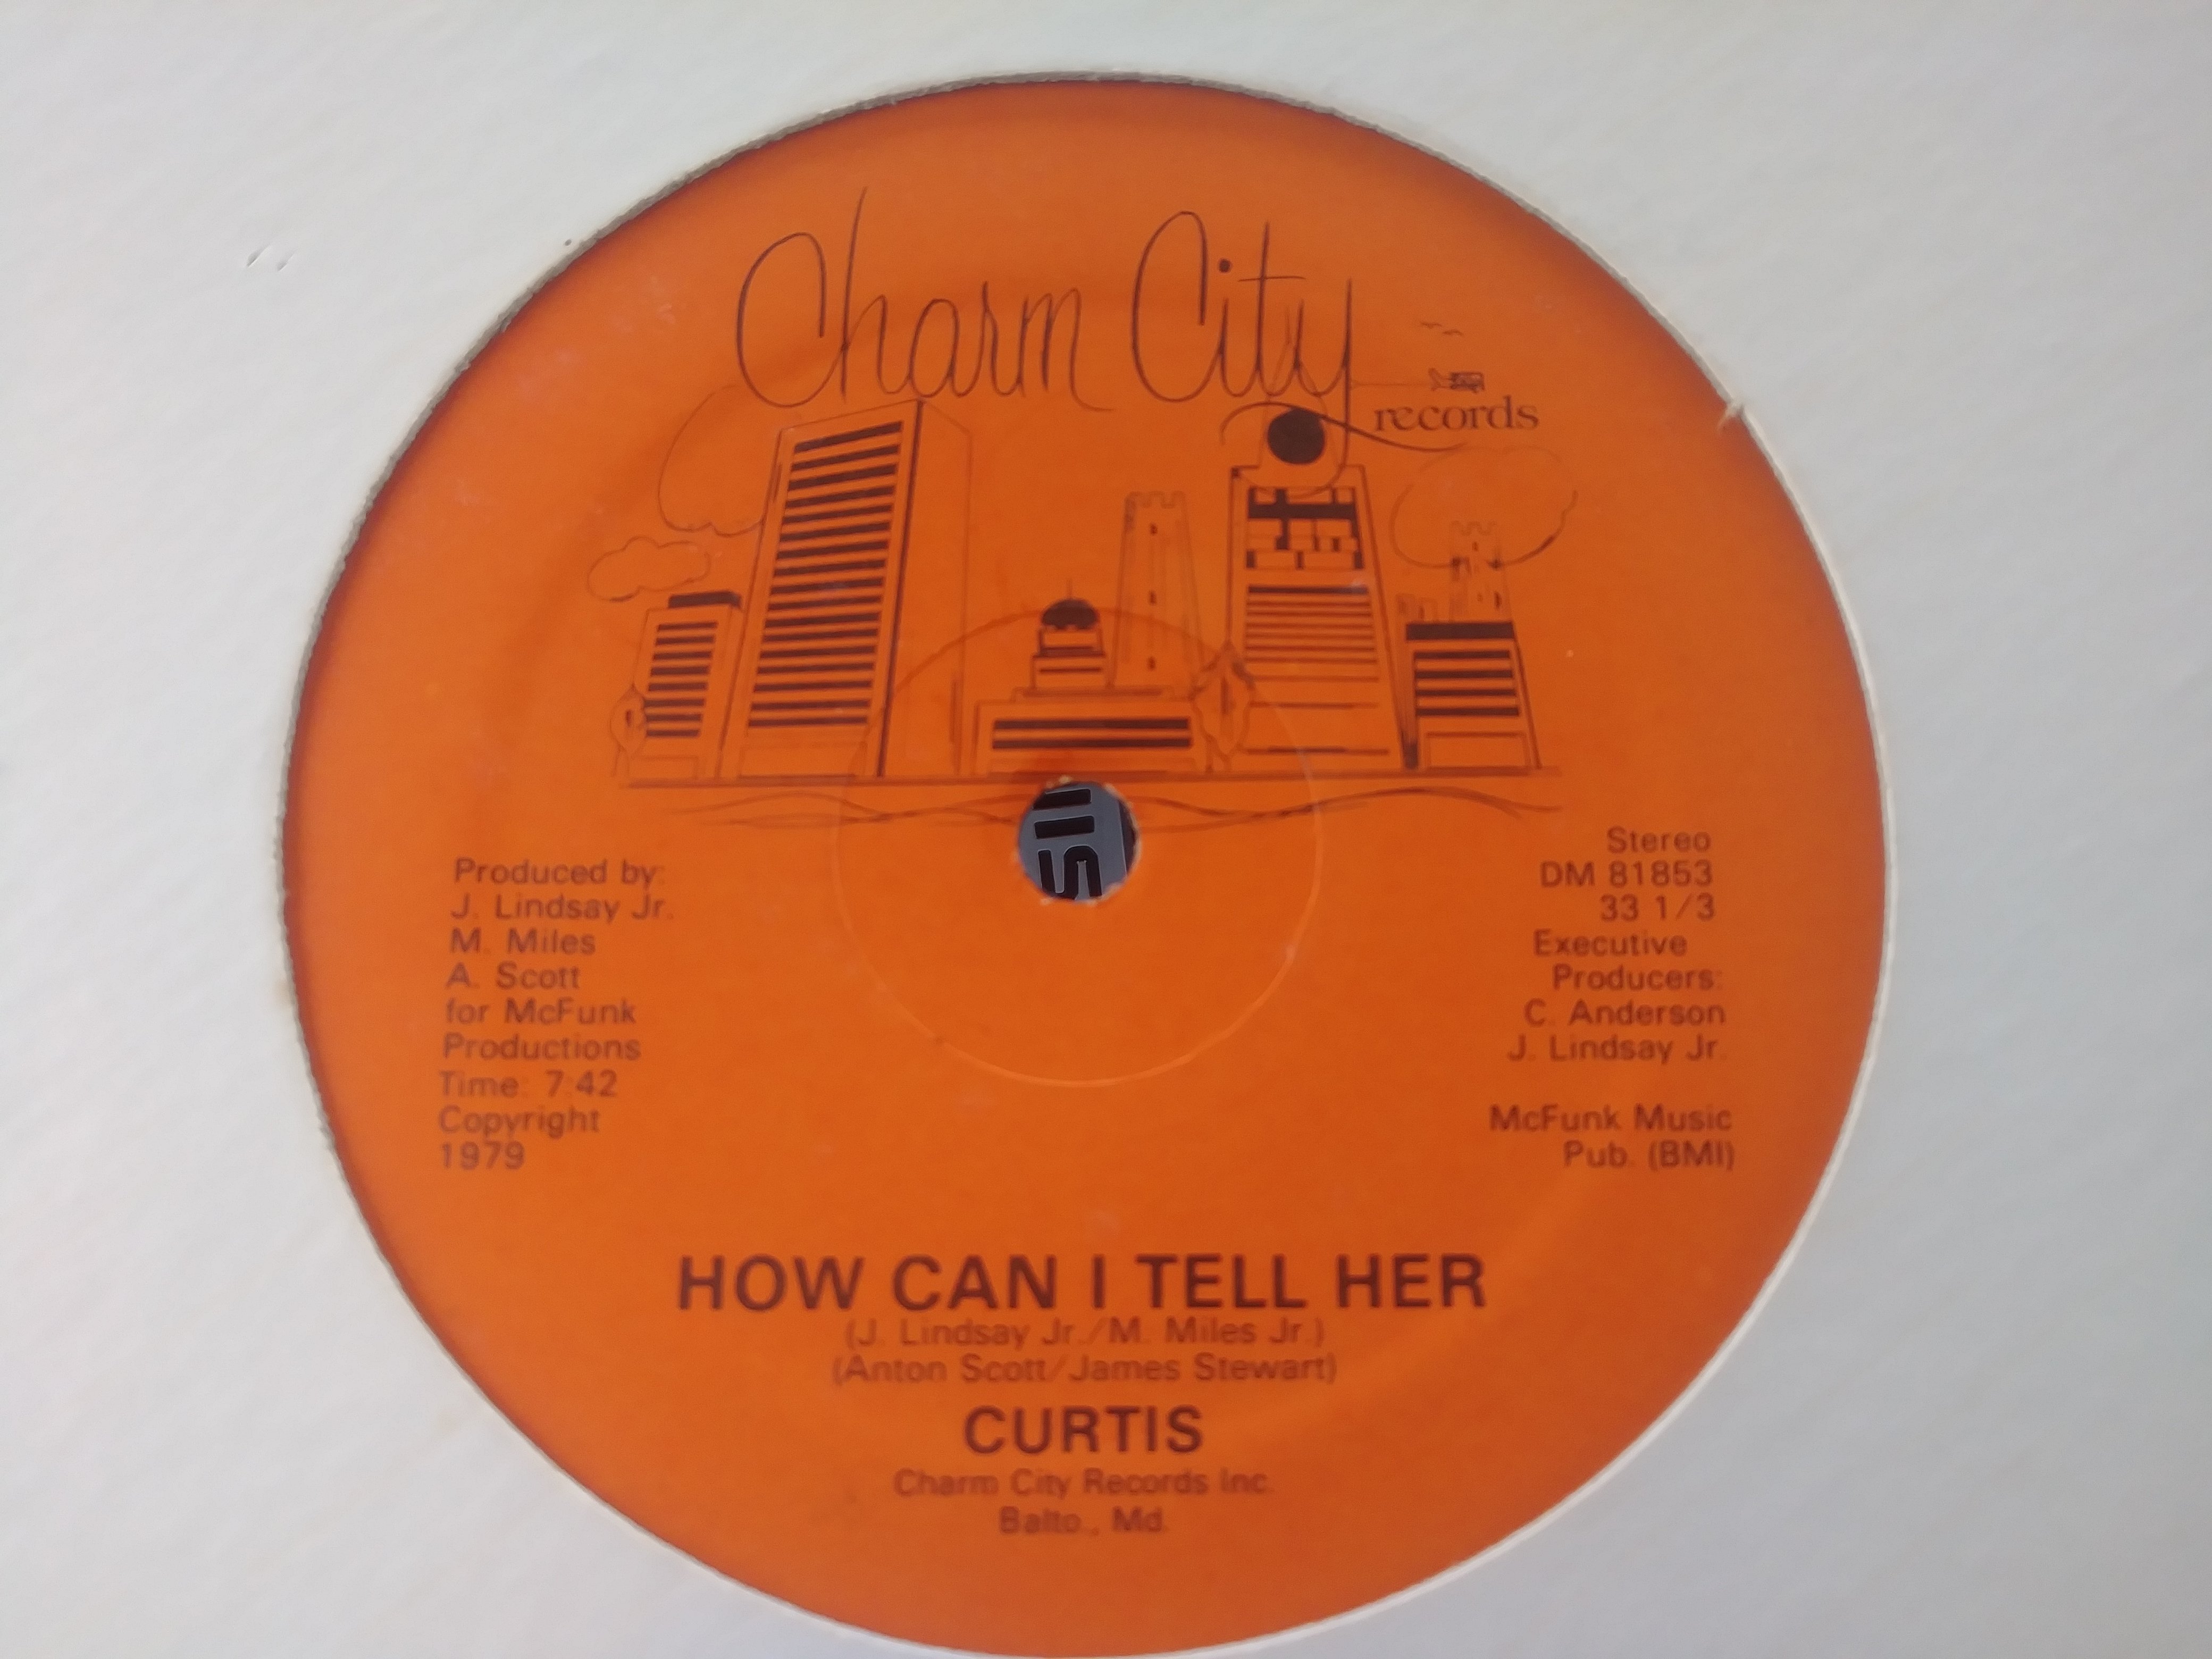 Charm City
records
Produced by:
J. Lindsay Jr.
M. Miles
A. Scott
for McFunk
Productions
Time: 7:42
Copyright
1979
Stereo
DM 81853
33 1/3
Executive
Producers:
C. Anderson
J. Lindsay Jr.
McFunk Music
Pub. (BMI)
HOW CAN I TELL HER
(J. Lindsay Jr./M. Miles Jr.)
(Anton Scott/James Stewart)
CURTIS
Charm City Records Inc.
Balto., Md.